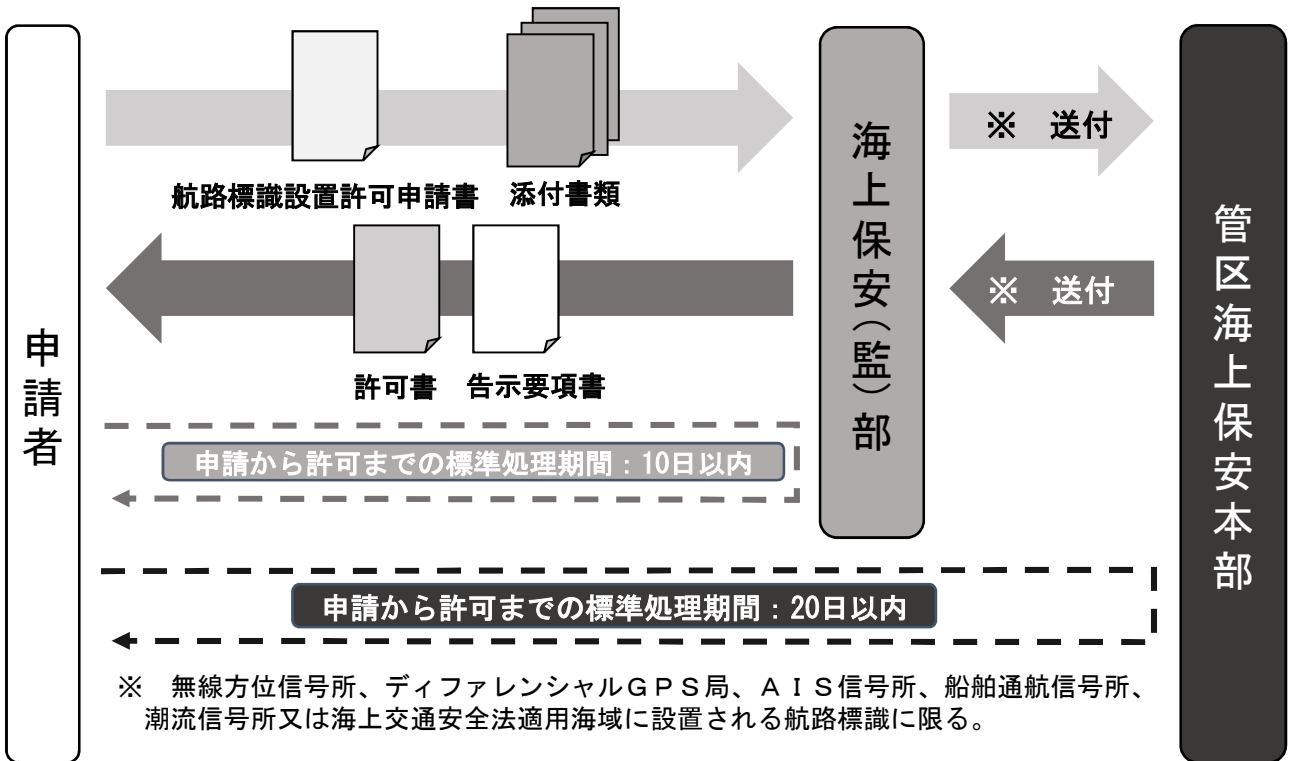 申請者
航路標識設置許可申請書
添付書類
海上保安(監)部
※ 送付
管区海上保安本部
※ 送付
許可書
告示要項書
申請から許可までの標準処理期間:10日以内
申請から許可までの標準処理期間:20日以内
※ 無線方位信号所、ディファレンシャルGPS局、AIS信号所、船舶通航信号所、
潮流信号所又は海上交通安全法適用海域に設置される航路標識に限る。